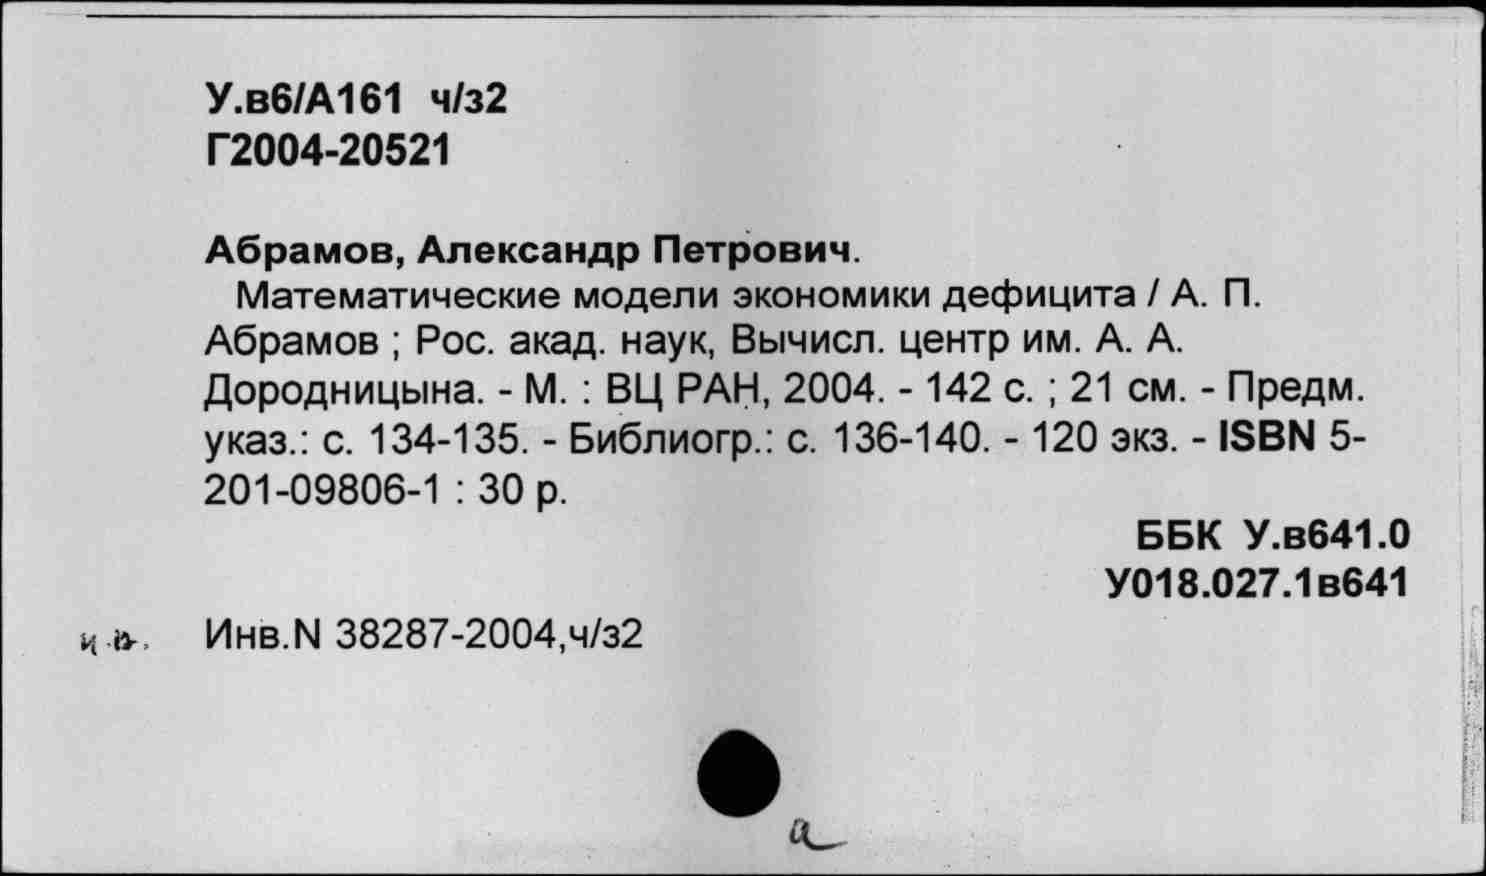 У.в6/А161 ч/з2
Г2004-20521
Абрамов, Александр Петрович.
Математические модели экономики дефицита / А. П.
Абрамов ; Рос. акад. наук, Вычисл. центр им. А. А.
Дородницына. - М. : ВЦ РАН, 2004. - 142 с. ; 21 см. - Предм.
указ.: с. 134-135. - Библиогр.: с. 136-140. - 120 экз. - ISBN 5-
201-09806-1 : 30 р.
ББК У.в641.0
У018.027.1в641
Инв.N 38287-2004,ч/з2